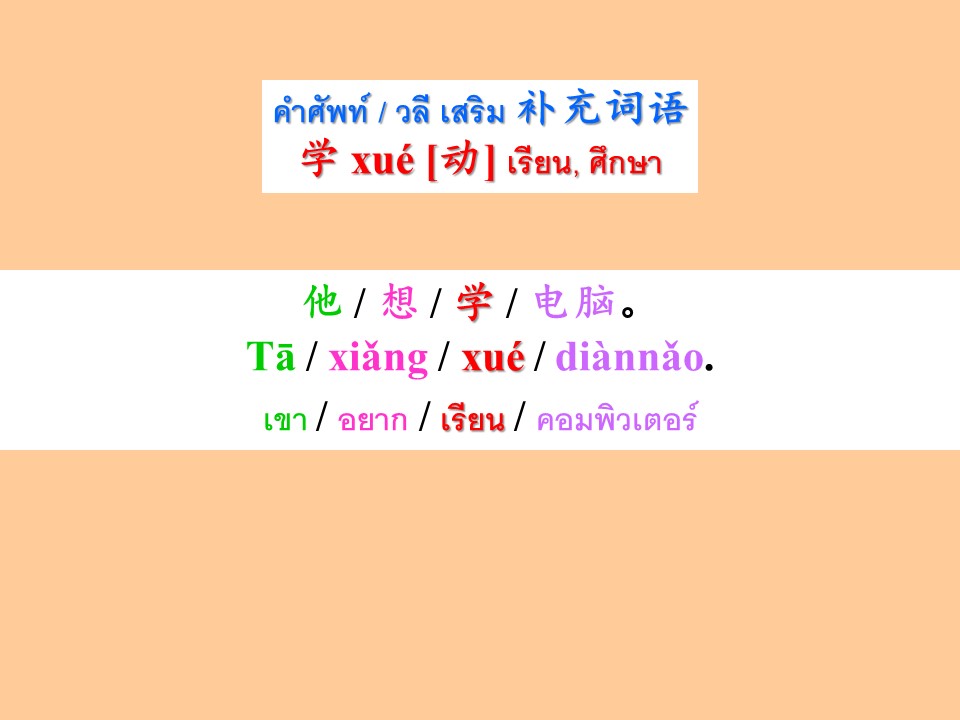 คำศัพท์ / วลี เสริม 补充词语
学 xué [动] เรียน, ศึกษา
他 / 想 / 学 / 电脑。
Tā / xiǎng / xué / diànnǎo.
เขา / อยาก / เรียน / คอมพิวเตอร์